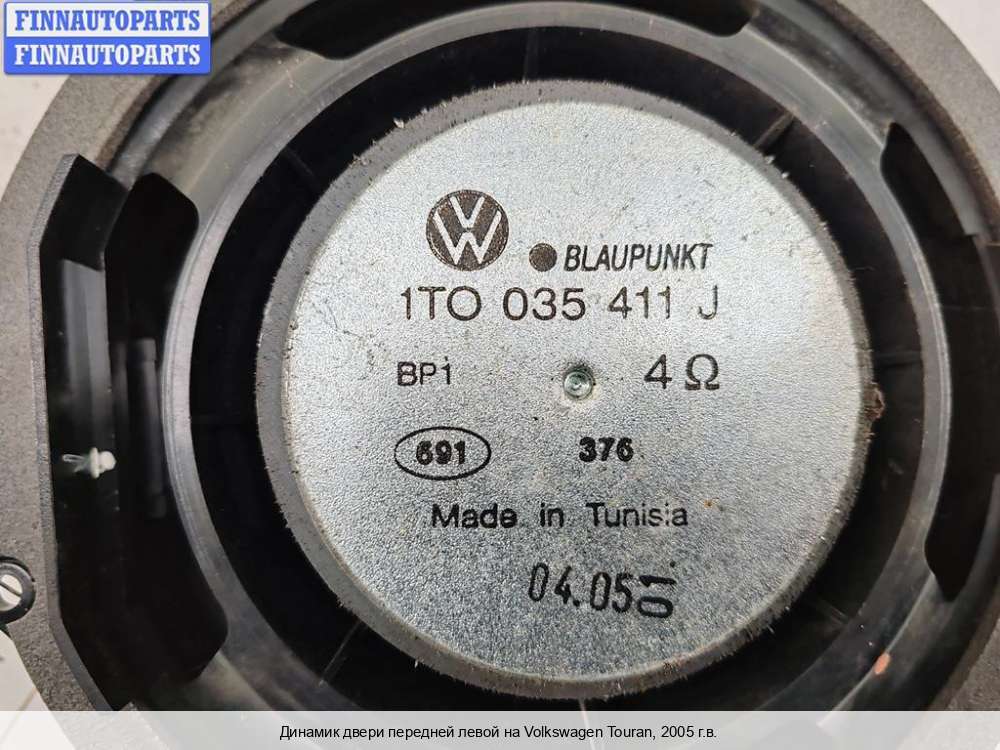 FINNAUTOPARTS
FINNAUTOPARTS
VW
BLAUPUNKT
1TO 035 411 J
BP1 4 Ω
691 376
Made in Tunisia
04.05 01
Динамик двери передней левой на Volkswagen Touran, 2005 г.в.